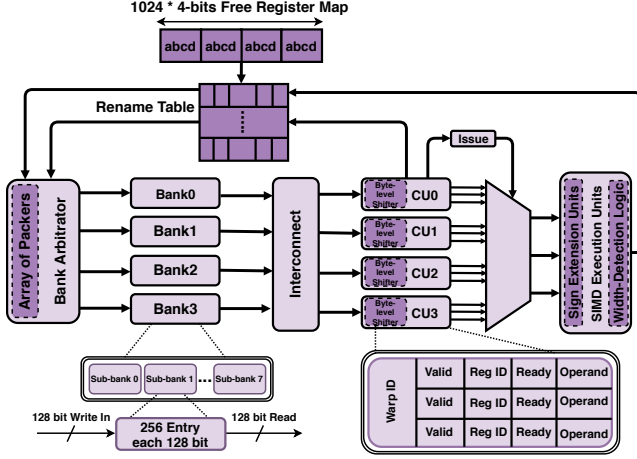 1024 * 4-bits Free Register Map
abcd abcd abcd abcd
Rename Table
Issue
Array of Packers
Bank Arbitrator
Bank0
Bank1
Bank2
Bank3
Interconnect
Byte-level Shifter CU0
Byte-level Shifter CU1
Byte-level Shifter CU2
Byte-level Shifter CU3
Sign Extension Units
SIMD Execution Units
Width-Detection Logic
Sub-bank 0 Sub-bank 1 ... Sub-bank 7
128 bit Write In
256 Entry
each 128 bit
128 bit Read
Warp ID
Valid Reg ID Ready Operand
Valid Reg ID Ready Operand
Valid Reg ID Ready Operand